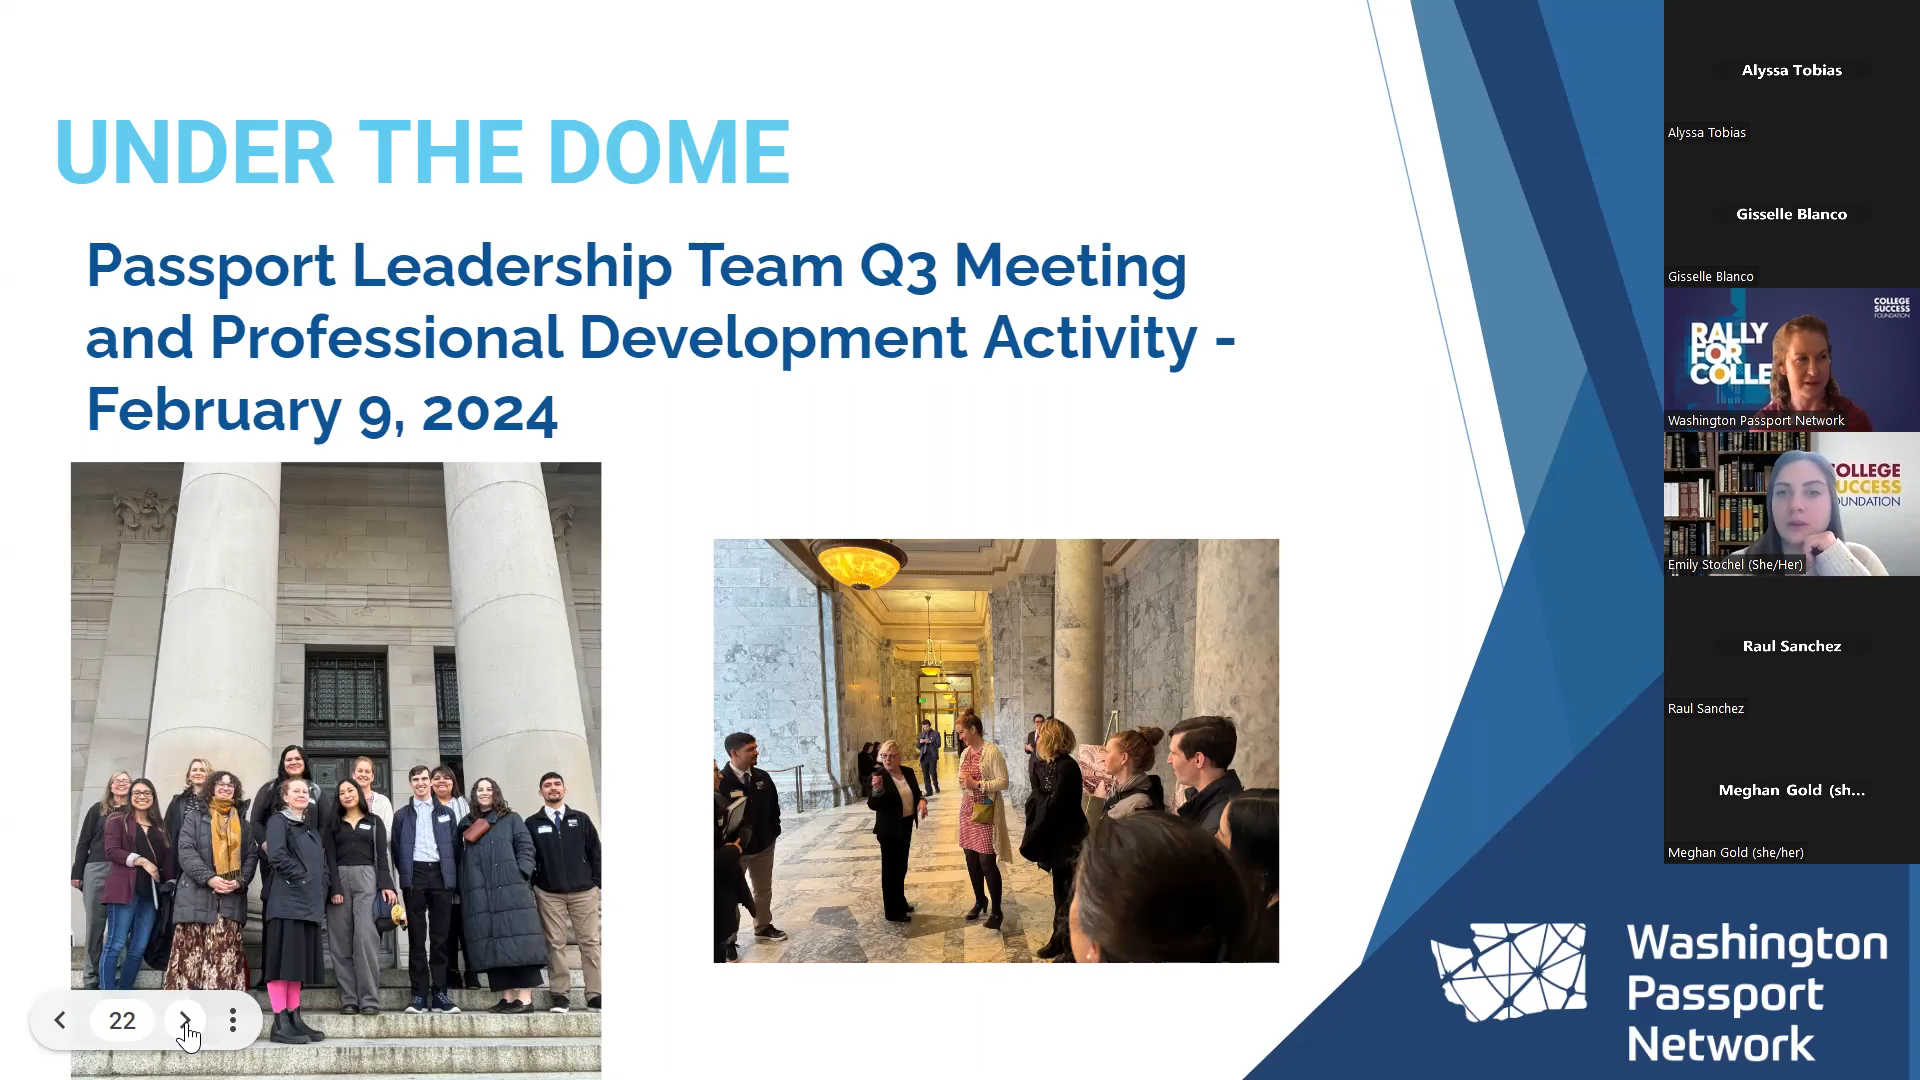 UNDER THE DOME
Passport Leadership Team Q3 Meeting
and Professional Development Activity -
February 9, 2024
22
Washington
Passport
Network
Alyssa Tobias
Alyssa Tobias
Gisselle Blanco
Gisselle Blanco
COLLEGE
SUCCESS
FOUNDATION
RALLY
FOR
COLLE
Washington Passport Network
OLLEGE
UCCESS
OUNDATION
Emily Stochel (She/Her)
Raul Sanchez
Raul Sanchez
Meghan Gold (sh...
Meghan Gold (she/her)